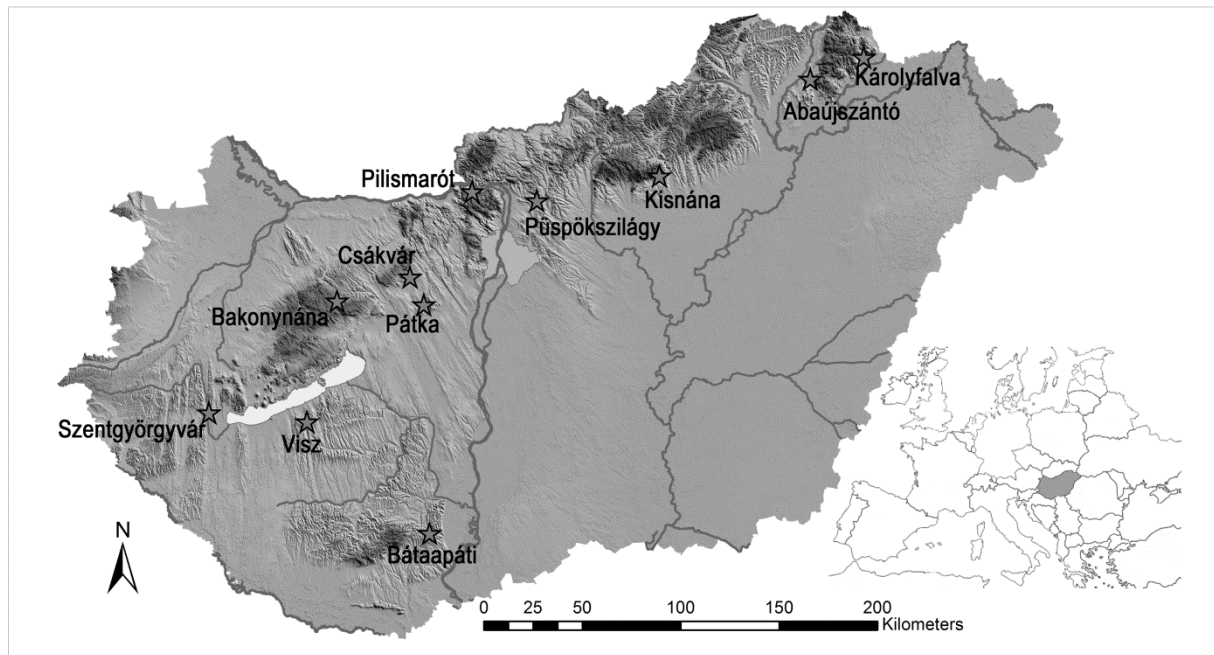 Károlyfalva
Abaújszántó
Pilismarót
Kisnána
Püspökszilágy
Csákvár
Bakonynána
Pátka
Szentgyörgyvár
Visz
N
Bátaapáti
0 25 50 100 150 200
Kilometers